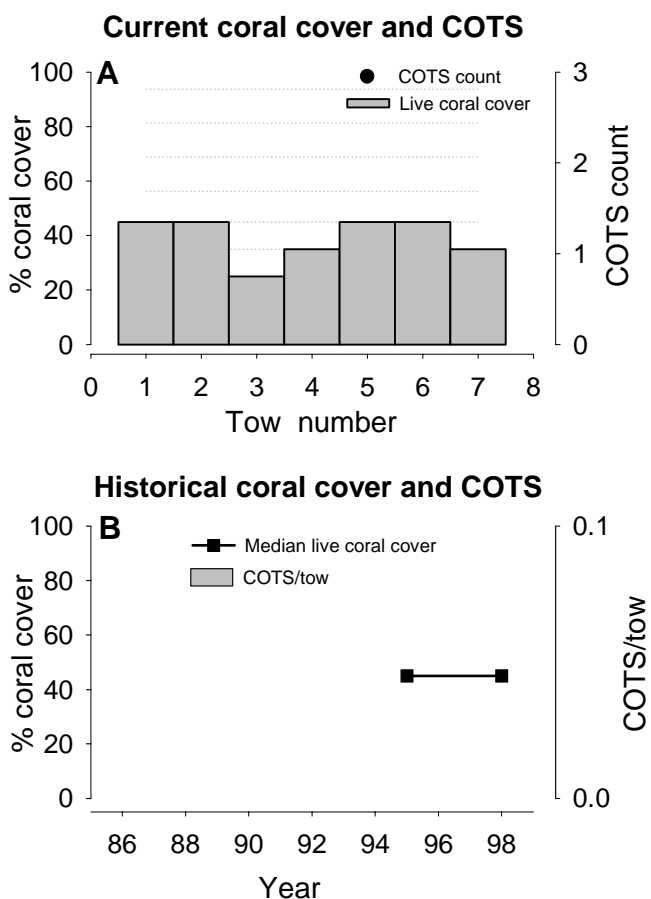 Current coral cover and COTS
A
COTS count
Live coral cover
100
80
60
40
20
0
% coral cover
3
2
1
0
COTS count
0 1 2 3 4 5 6 7 8
Tow number
Historical coral cover and COTS
B
Median live coral cover
COTS/tow
100
80
60
40
20
0
% coral cover
0.1
0.0
COTS/tow
86 88 90 92 94 96 98
Year